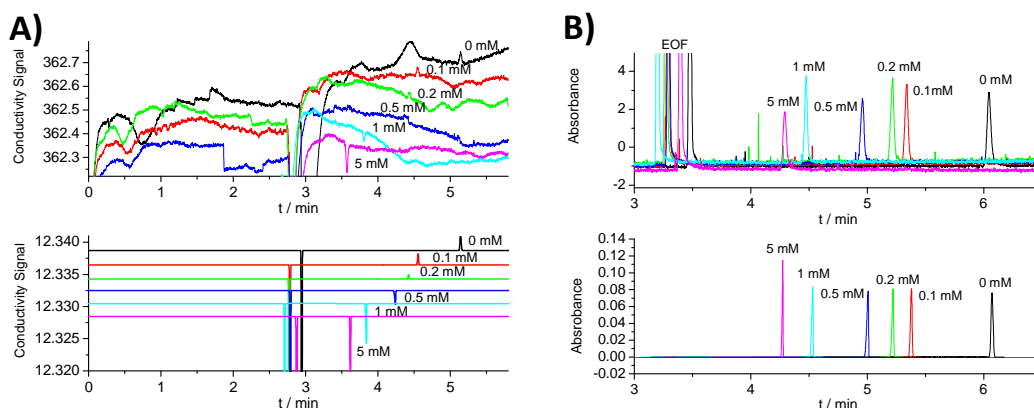 A)
Conductivity Signal
362.7
362.6
362.5
362.4
362.3
0 mM
0.1 mM
0.2 mM
0.5 mM
1 mM
5 mM
0 1 2 3 4 5
t / min
Conductivity Signal
12.340
12.335
12.330
12.325
12.320
0 mM
0.1 mM
0.2 mM
0.5 mM
1 mM
5 mM
0 1 2 3 4 5
t / min
B)
Absorbance
4
2
0
-2
EOF
5 mM
1 mM
0.5 mM
0.2 mM
0.1mM
0 mM
3 4 5 6
t / min
Absrobance
0.14
0.12
0.10
0.08
0.06
0.04
0.02
0.00
-0.02
5 mM
1 mM
0.5 mM
0.2 mM
0.1 mM
0 mM
3 4 5 6
t / min